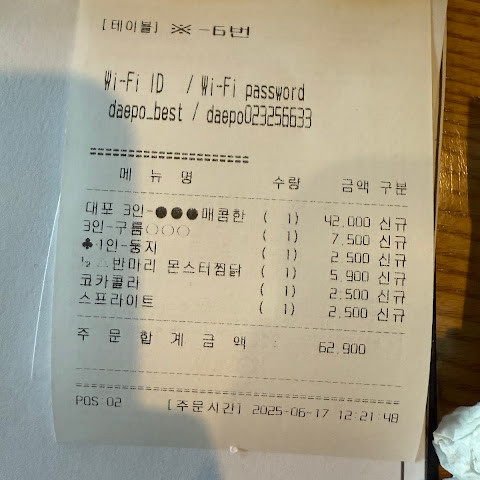 [테이블] ※ -6번
Wi-Fi ID / Wi-Fi password
daepo_best / daepo023256633
메 뉴 명 수량 금액 구분
대포 3인-●●●매콤한 ( 1) 42,000 신규
3인-구름○○○ ( 1) 7,500 신규
♣1인-둥지 ( 1) 2,500 신규
½△반마리 몬스터찜닭 ( 1) 5,900 신규
코카콜라 ( 1) 2,500 신규
스프라이트 ( 1) 2,500 신규
주 문 합 계 금 액 : 62,900
POS:02 [주문시간] 2025-06-17 12:21:48